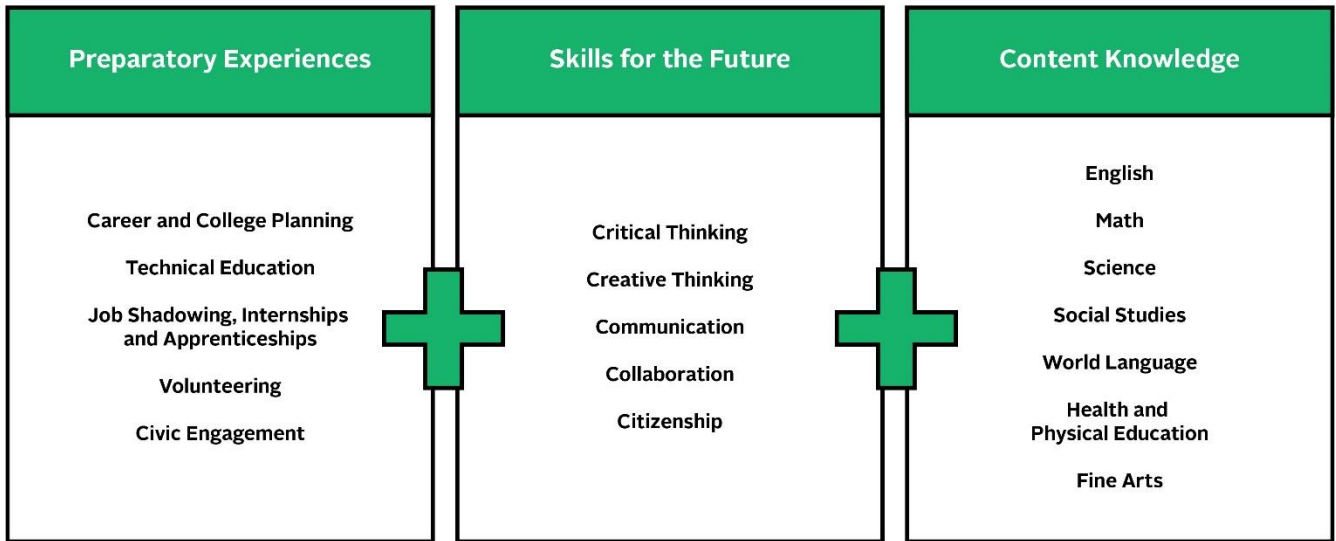 Preparatory Experiences
Career and College Planning
Technical Education
Job Shadowing, Internships
and Apprenticeships
Volunteering
Civic Engagement
Skills for the Future
Critical Thinking
Creative Thinking
Communication
Collaboration
Citizenship
Content Knowledge
English
Math
Science
Social Studies
World Language
Health and
Physical Education
Fine Arts